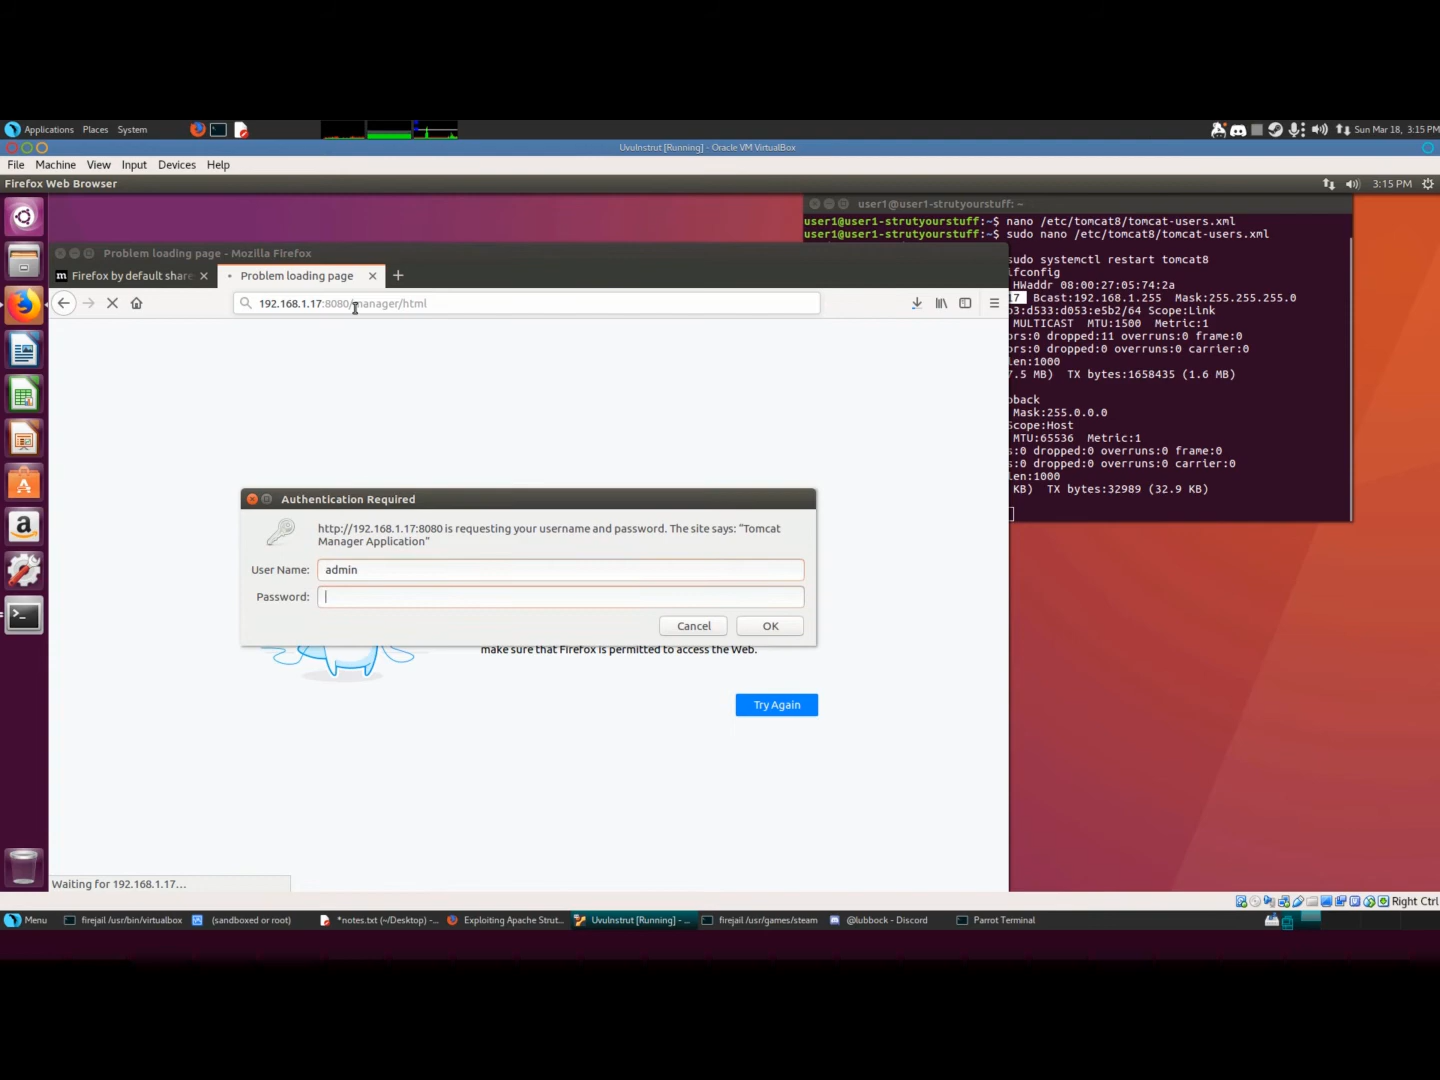 Applications Places System
Sun Mar 18, 3:15 PM
UvuInstrut [Running] - Oracle VM VirtualBox
File Machine View Input Devices Help
Firefox Web Browser
3:15 PM
user1@user1-strutyourstuff: ~
user1@user1-strutyourstuff:~$ nano /etc/tomcat8/tomcat-users.xml
user1@user1-strutyourstuff:~$ sudo nano /etc/tomcat8/tomcat-users.xml
sudo systemctl restart tomcat8
ifconfig
HWaddr 08:00:27:05:74:2a
17 Bcast:192.168.1.255 Mask:255.255.255.0
b3:d533:d053:e5b2/64 Scope:Link
MULTICAST MTU:1500 Metric:1
ors:0 dropped:11 overruns:0 frame:0
ors:0 dropped:0 overruns:0 carrier:0
len:1000
7.5 MB) TX bytes:1658435 (1.6 MB)
pback
Mask:255.0.0.0
Scope:Host
MTU:65536 Metric:1
s:0 dropped:0 overruns:0 frame:0
s:0 dropped:0 overruns:0 carrier:0
len:1000
KB) TX bytes:32989 (32.9 KB)
Problem loading page - Mozilla Firefox
m Firefox by default share
Problem loading page
192.168.1.17:8080/manager/html
Authentication Required
http://192.168.1.17:8080 is requesting your username and password. The site says: "Tomcat
Manager Application"
User Name: admin
Password:
Cancel OK
make sure that Firefox is permitted to access the Web.
Try Again
Waiting for 192.168.1.17...
Right Ctrl
Menu firejail /usr/bin/virtualbox (sandboxed or root) *notes.txt (~/Desktop) -... Exploiting Apache Strut... UvuInstrut [Running] - ... firejail /usr/games/steam @lubbock - Discord Parrot Terminal